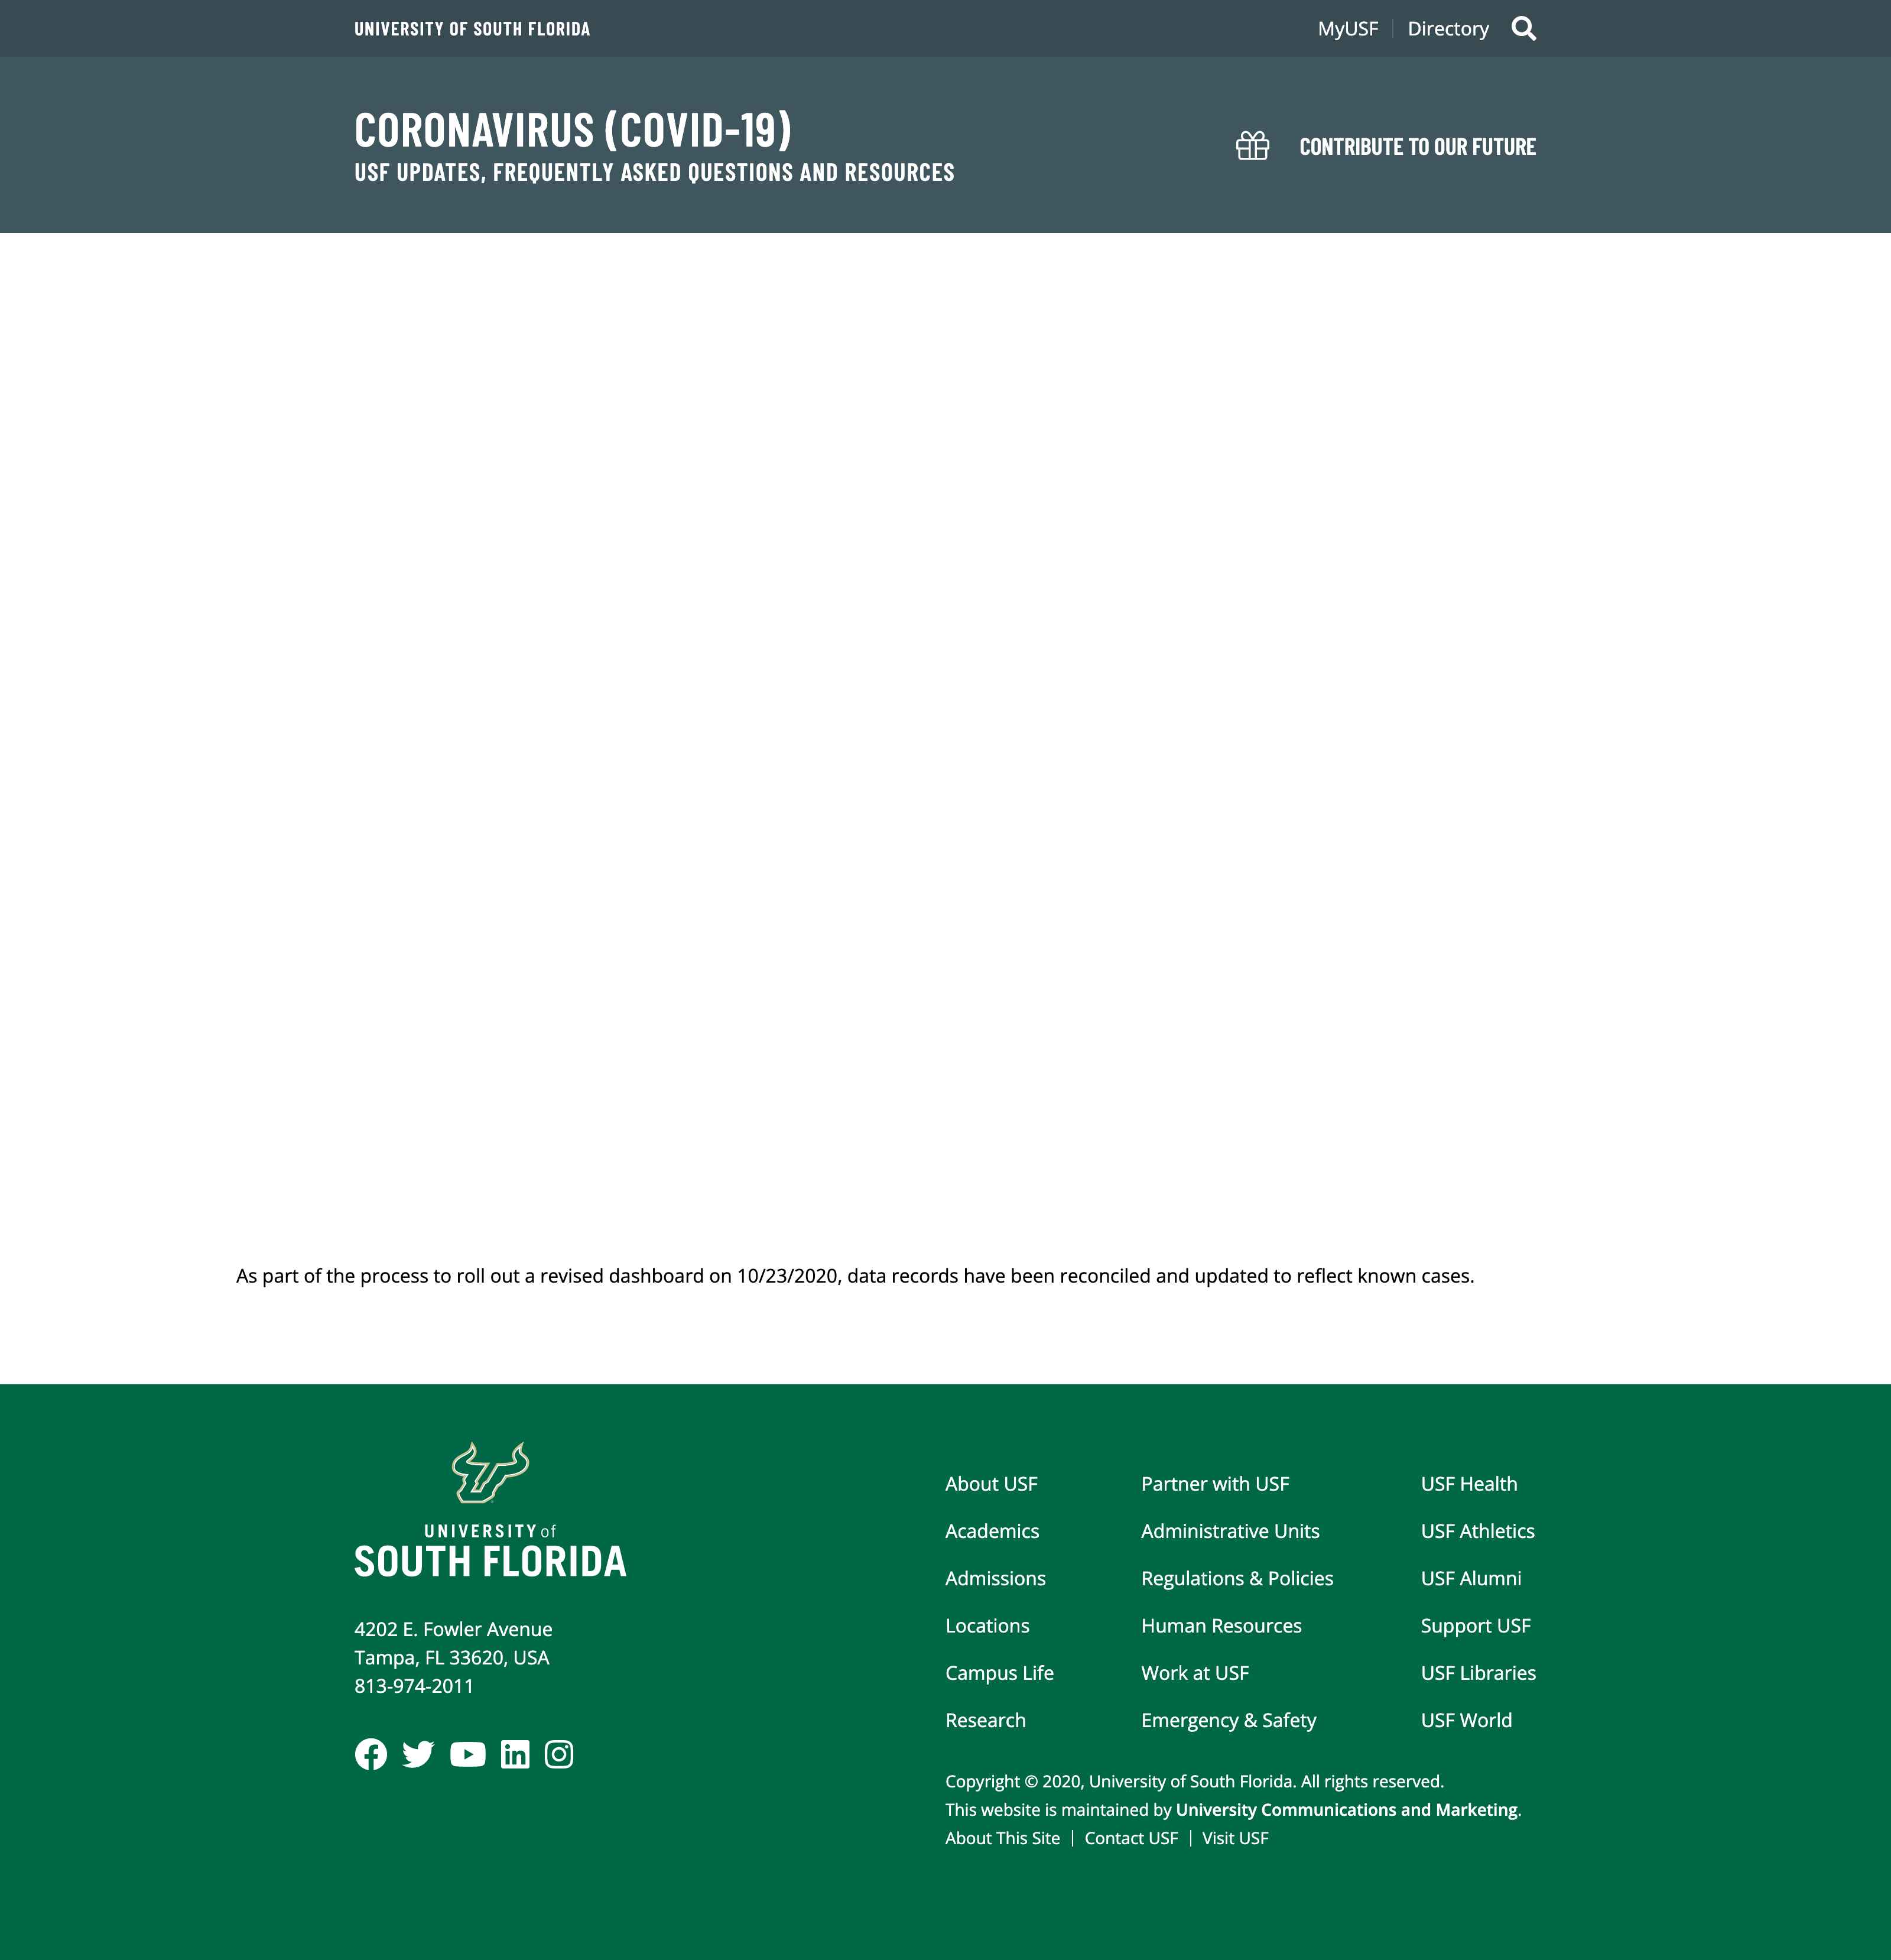 UNIVERSITY OF SOUTH FLORIDA
MyUSF
Directory
CORONAVIRUS (COVID-19)
USF UPDATES, FREQUENTLY ASKED QUESTIONS AND RESOURCES
CONTRIBUTE TO OUR FUTURE
As part of the process to roll out a revised dashboard on 10/23/2020, data records have been reconciled and updated to reflect known cases.
UNIVERSITY of
SOUTH FLORIDA
4202 E. Fowler Avenue
Tampa, FL 33620, USA
813-974-2011
About USF
Academics
Admissions
Locations
Campus Life
Research
Partner with USF
Administrative Units
Regulations & Policies
Human Resources
Work at USF
Emergency & Safety
USF Health
USF Athletics
USF Alumni
Support USF
USF Libraries
USF World
Copyright © 2020, University of South Florida. All rights reserved.
This website is maintained by University Communications and Marketing.
About This Site | Contact USF | Visit USF